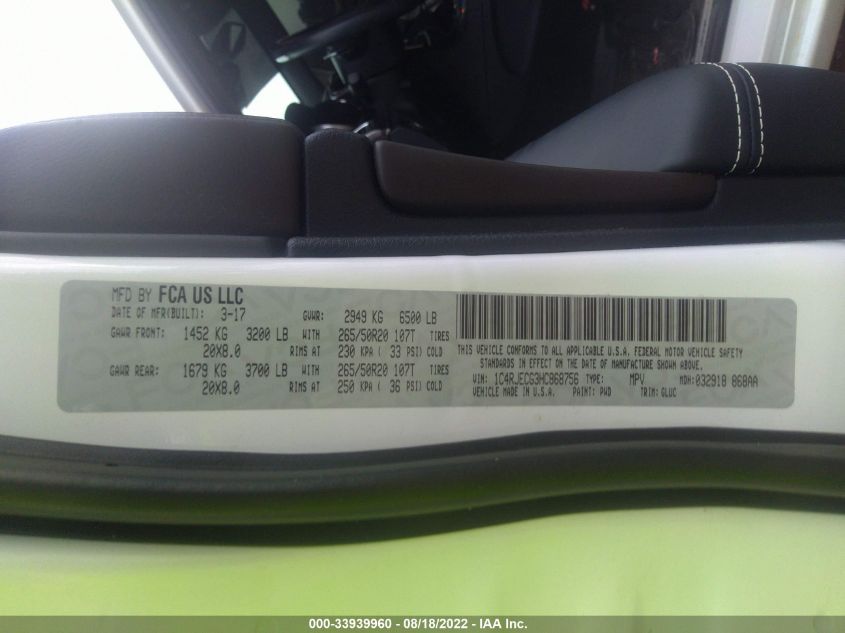 MFD BY FCA US LLC
DATE OF MFR(BUILT): 3-17 GVWR: 2949 KG 6500 LB
GAWR FRONT: 1452 KG 3200 LB WITH 265/50R20 107T TIRES
20X8.0 RIMS AT 230 KPA ( 33 PSI) COLD
GAWR REAR: 1679 KG 3700 LB WITH 265/50R20 107T TIRES
20X8.0 RIMS AT 250 KPA ( 36 PSI) COLD
THIS VEHICLE CONFORMS TO ALL APPLICABLE U.S.A. FEDERAL MOTOR VEHICLE SAFETY
STANDARDS IN EFFECT ON THE DATE OF MANUFACTURE SHOWN ABOVE.
VIN: 1C4RJECG3HC868756 TYPE: MPV MDH: 032918 868AA
VEHICLE MADE IN U.S.A. PAINT: PWD TRIM: GLUC
000-33939960 - 08/18/2022 - IAA Inc.